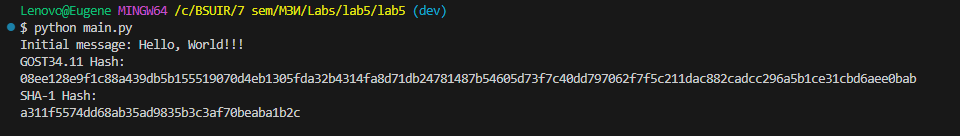 Lenovo@Eugene MINGW64 /c/BSUIR/7 sem/МЗИ/Labs/lab5/lab5 (dev)
$ python main.py
Initial message: Hello, World!!!
GOST34.11 Hash:
08ee128e9f1c88a439db5b155519070d4eb1305fda32b4314fa8d71db24781487b54605d73f7c40dd797062f7f5c211dac882cadcc296a5b1ce31cbd6aee0bab
SHA-1 Hash:
a311f5574dd68ab35ad9835b3c3af70beaba1b2c